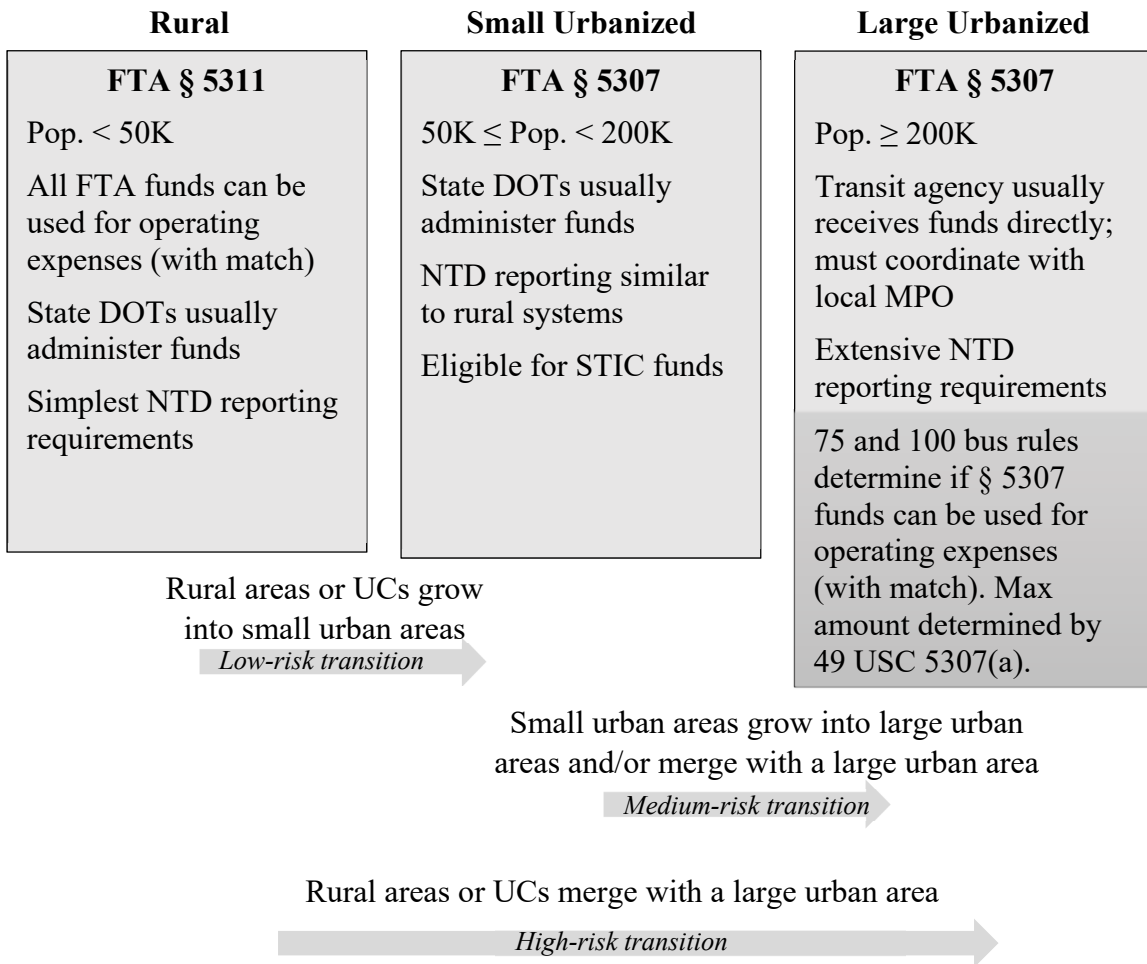 Rural
Small Urbanized
Large Urbanized
FTA § 5311
Pop. < 50K
All FTA funds can be
used for operating
expenses (with match)
State DOTs usually
administer funds
Simplest NTD reporting
requirements
FTA § 5307
50K ≤ Pop. < 200K
State DOTs usually
administer funds
NTD reporting similar
to rural systems
Eligible for STIC funds
FTA § 5307
Pop. ≥ 200K
Transit agency usually
receives funds directly;
must coordinate with
local MPO
Extensive NTD
reporting requirements
75 and 100 bus rules
determine if § 5307
funds can be used for
operating expenses
(with match). Max
amount determined by
49 USC 5307(a).
Rural areas or UCs grow
into small urban areas
Low-risk transition
Small urban areas grow into large urban
areas and/or merge with a large urban area
Medium-risk transition
Rural areas or UCs merge with a large urban area
High-risk transition